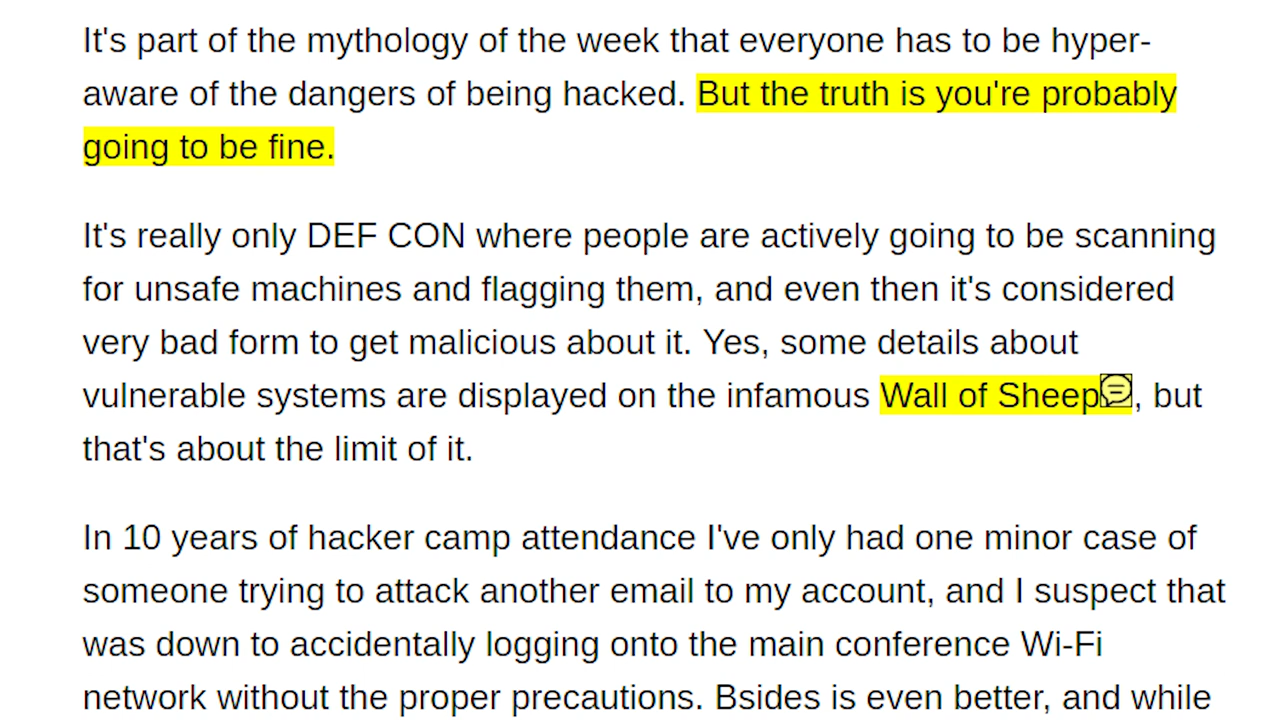 It's part of the mythology of the week that everyone has to be hyper-
aware of the dangers of being hacked. But the truth is you're probably
going to be fine.
It's really only DEF CON where people are actively going to be scanning
for unsafe machines and flagging them, and even then it's considered
very bad form to get malicious about it. Yes, some details about
vulnerable systems are displayed on the infamous Wall of Sheep, but
that's about the limit of it.
In 10 years of hacker camp attendance I've only had one minor case of
someone trying to attack another email to my account, and I suspect that
was down to accidentally logging onto the main conference Wi-Fi
network without the proper precautions. Bsides is even better, and while